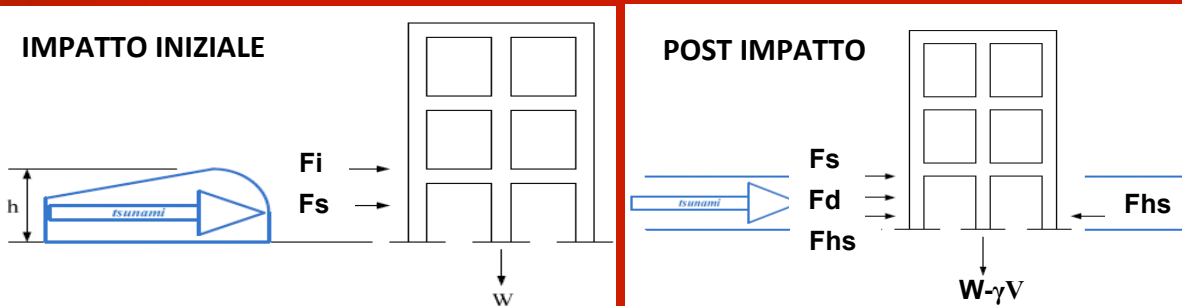 IMPATTO INIZIALE
Fi
Fs
h
tsunami
W
POST IMPATTO
Fs
tsunami
Fd
Fhs
Fhs
W-γV